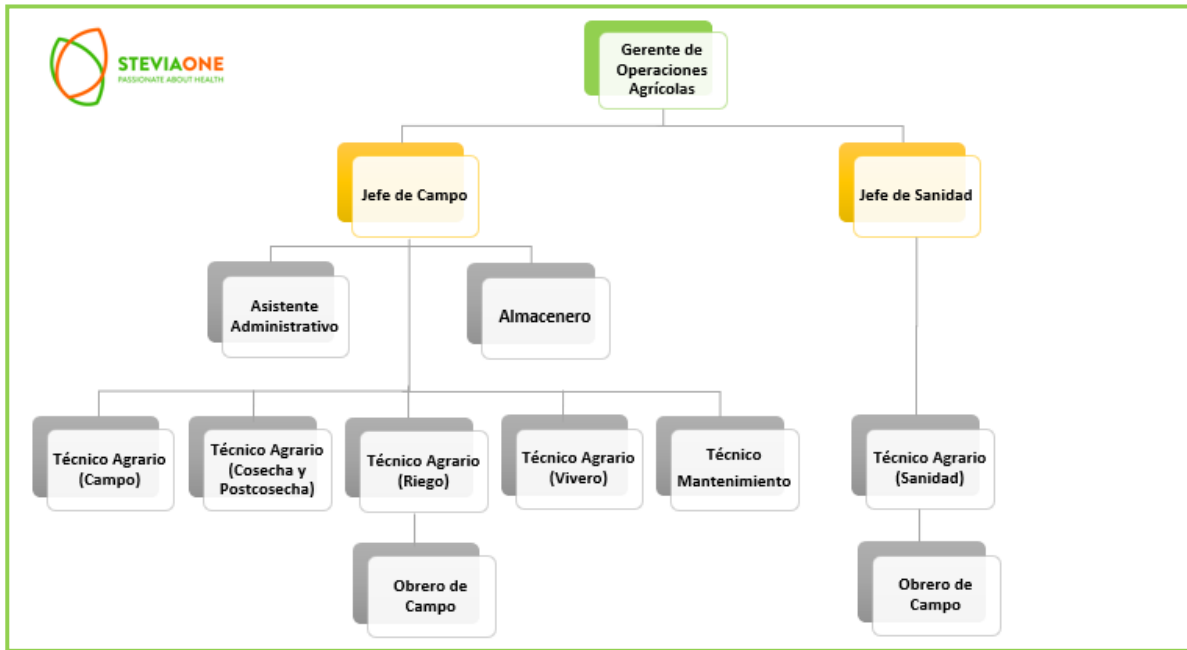 STEVIAONE
PASSIONATE ABOUT HEALTH
Gerente de
Operaciones
Agrícolas
Jefe de Campo
Jefe de Sanidad
Asistente
Administrativo
Almacenero
Técnico Agrario
(Campo)
Técnico Agrario
(Cosecha y
Postcosecha)
Técnico Agrario
(Riego)
Técnico Agrario
(Vivero)
Técnico
Mantenimiento
Técnico Agrario
(Sanidad)
Obrero de
Campo
Obrero de
Campo